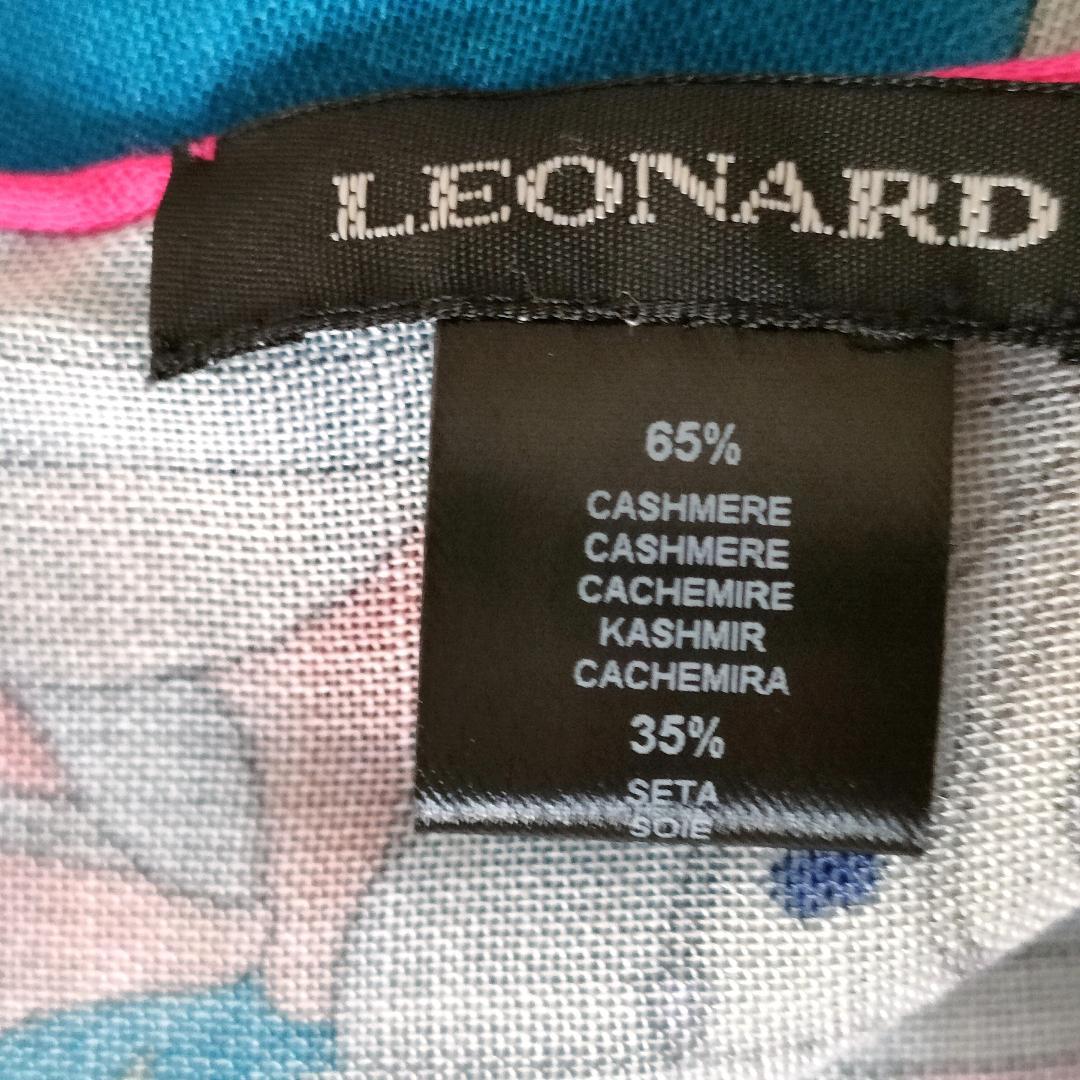 LEONARD
65%
CASHMERE
CASHMERE
CACHEMIRE
KASHMIR
CACHEMIRA
35%
SETA
SOIE